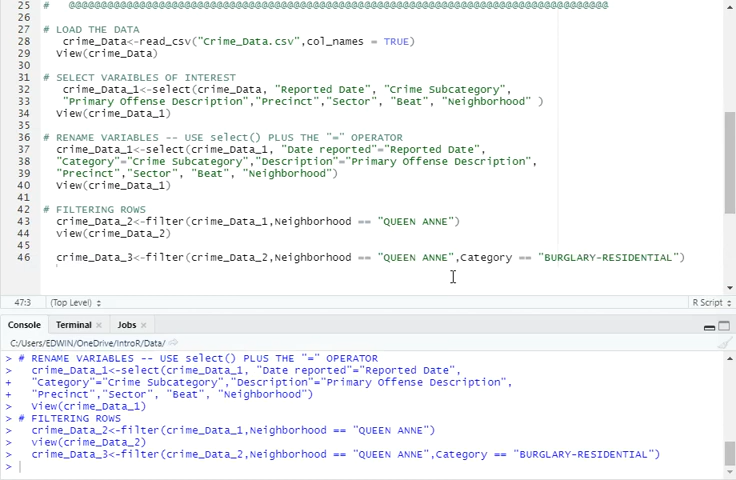 25 # @@@@@@@@@@@@@@@@@@@@@@@@@@@@@@@@@@@@@@@@@@@@@@@@@@@@@@@@@@@@@@@@@@@@@@@@@@@@@@@@@@@@@
26
27 # LOAD THE DATA
28 crime_Data<-read_csv("Crime_Data.csv",col_names = TRUE)
29 View(crime_Data)
30
31 # SELECT VARAIBLES OF INTEREST
32 crime_Data_1<-select(crime_Data, "Reported Date", "Crime Subcategory",
33 "Primary Offense Description","Precinct","Sector", "Beat", "Neighborhood" )
34 View(crime_Data_1)
35
36 # RENAME VARIABLES -- USE select() PLUS THE "=" OPERATOR
37 crime_Data_1<-select(crime_Data_1, "Date reported"="Reported Date",
38 "Category"="Crime Subcategory","Description"="Primary Offense Description",
39 "Precinct","Sector", "Beat", "Neighborhood")
40 View(crime_Data_1)
41
42 # FILTERING ROWS
43 crime_Data_2<-filter(crime_Data_1,Neighborhood == "QUEEN ANNE")
44 view(crime_Data_2)
45
46 crime_Data_3<-filter(crime_Data_2,Neighborhood == "QUEEN ANNE",Category == "BURGLARY-RESIDENTIAL")
47:3 (Top Level) R Script
Console Terminal Jobs
C:/Users/EDWIN/OneDrive/IntroR/Data/
> # RENAME VARIABLES -- USE select() PLUS THE "=" OPERATOR
> crime_Data_1<-select(crime_Data_1, "Date reported"="Reported Date",
+ "Category"="Crime Subcategory","Description"="Primary Offense Description",
+ "Precinct","Sector", "Beat", "Neighborhood")
> View(crime_Data_1)
> # FILTERING ROWS
> crime_Data_2<-filter(crime_Data_1,Neighborhood == "QUEEN ANNE")
> view(crime_Data_2)
> crime_Data_3<-filter(crime_Data_2,Neighborhood == "QUEEN ANNE",Category == "BURGLARY-RESIDENTIAL")
>